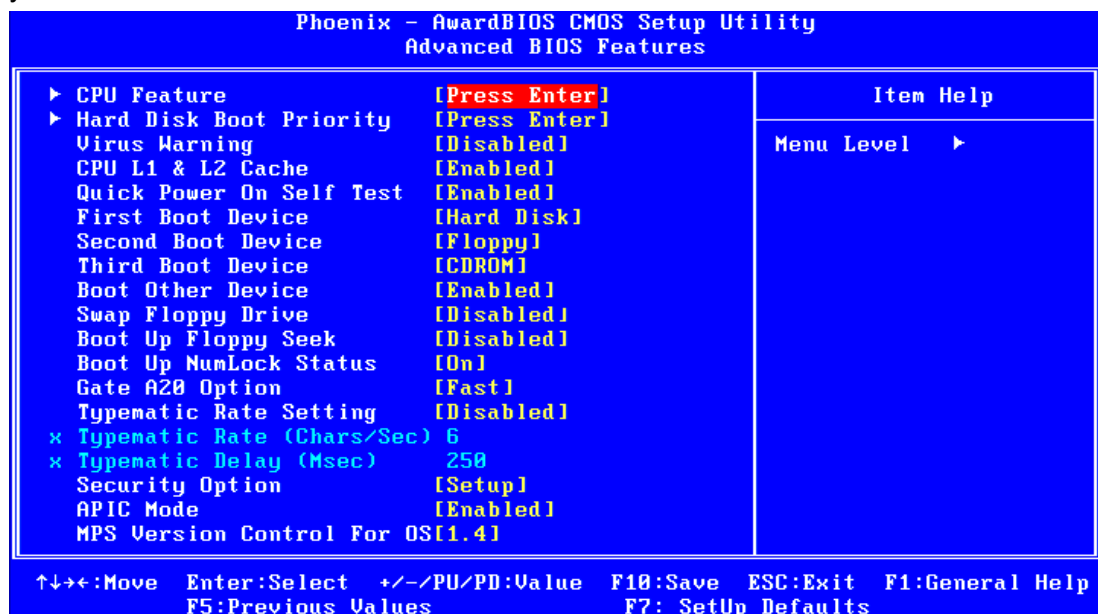 Phoenix - AwardBIOS CMOS Setup Utility
Advanced BIOS Features
► CPU Feature [Press Enter]
► Hard Disk Boot Priority [Press Enter]
Virus Warning [Disabled]
CPU L1 & L2 Cache [Enabled]
Quick Power On Self Test [Enabled]
First Boot Device [Hard Disk]
Second Boot Device [Floppy]
Third Boot Device [CDROM]
Boot Other Device [Enabled]
Swap Floppy Drive [Disabled]
Boot Up Floppy Seek [Disabled]
Boot Up NumLock Status [On]
Gate A20 Option [Fast]
Typematic Rate Setting [Disabled]
x Typematic Rate (Chars/Sec) 6
x Typematic Delay (Msec) 250
Security Option [Setup]
APIC Mode [Enabled]
MPS Version Control For OS[1.4]
Item Help
Menu Level ►
↑↓→←:Move Enter:Select +/-/PU/PD:Value F10:Save ESC:Exit F1:General Help
F5:Previous Values F7: SetUp Defaults